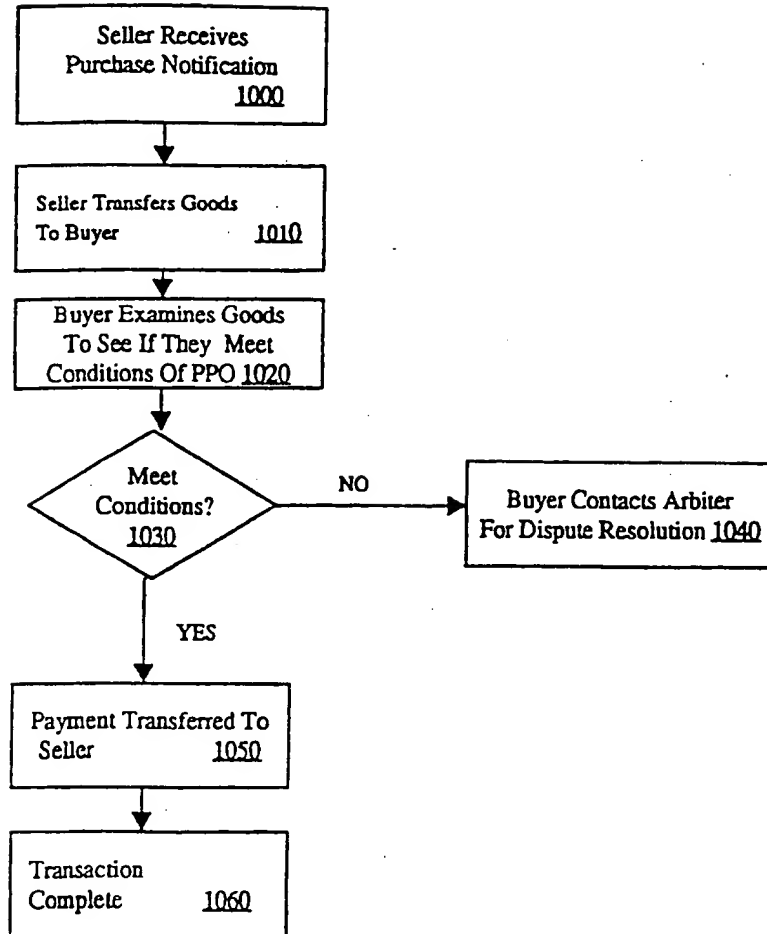 Seller Receives
Purchase Notification
1000
Seller Transfers Goods
To Buyer 1010
Buyer Examines Goods
To See If They Meet
Conditions Of PPO 1020
Meet
Conditions?
1030
NO
Buyer Contacts Arbiter
For Dispute Resolution 1040
YES
Payment Transferred To
Seller 1050
Transaction
Complete 1060